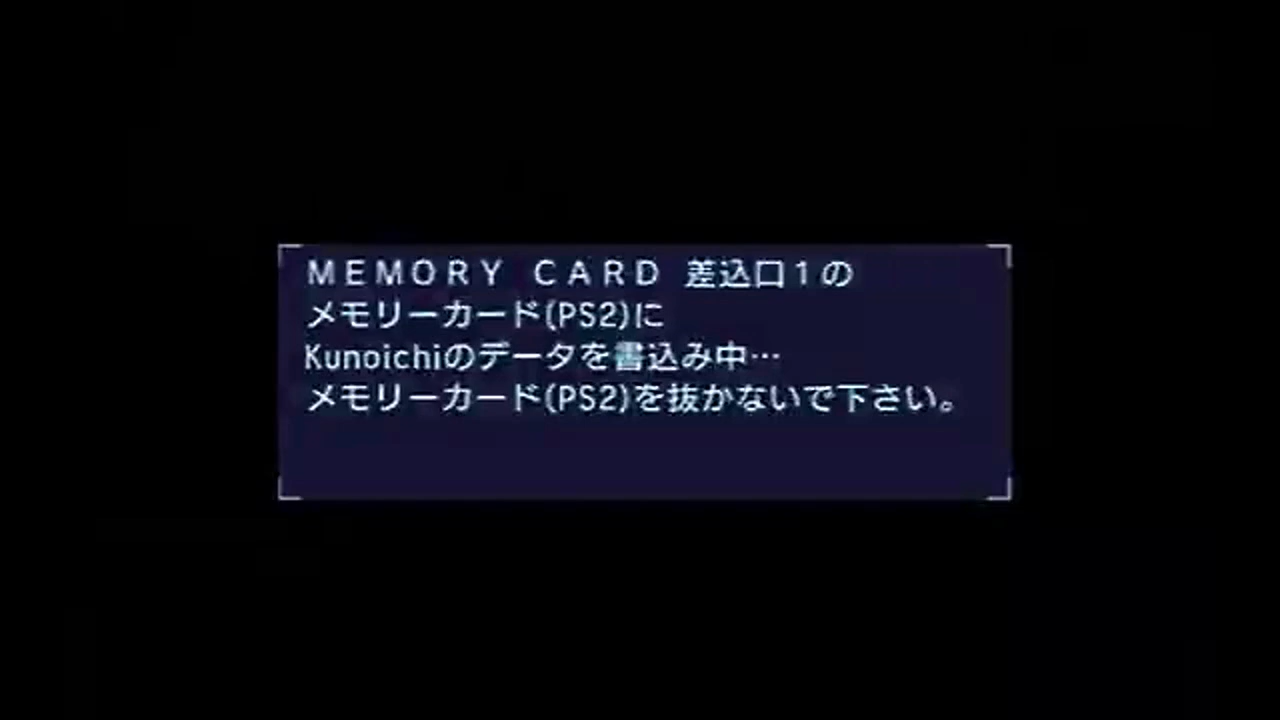 ＭＥＭＯＲＹ　ＣＡＲＤ　差込口１の
メモリーカード(PS2)に
Kunoichiのデータを書込み中…
メモリーカード(PS2)を抜かないで下さい。